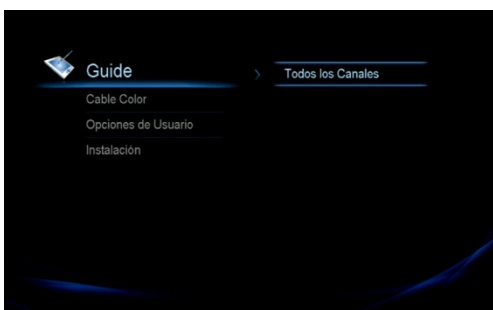 Guide
Todos los Canales
Cable Color
Opciones de Usuario
Instalación